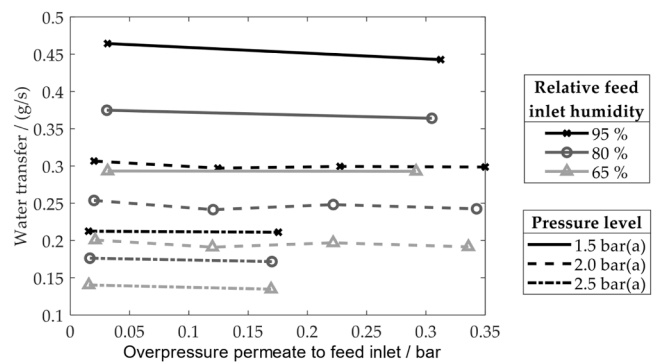 0.5
0.45
0.4
0.35
0.3
0.25
0.2
0.15
0.1
Water transfer / (g/s)
0 0.05 0.1 0.15 0.2 0.25 0.3 0.35
Overpressure permeate to feed inlet / bar
Relative feed
inlet humidity
95 %
80 %
65 %
Pressure level
1.5 bar(a)
2.0 bar(a)
2.5 bar(a)